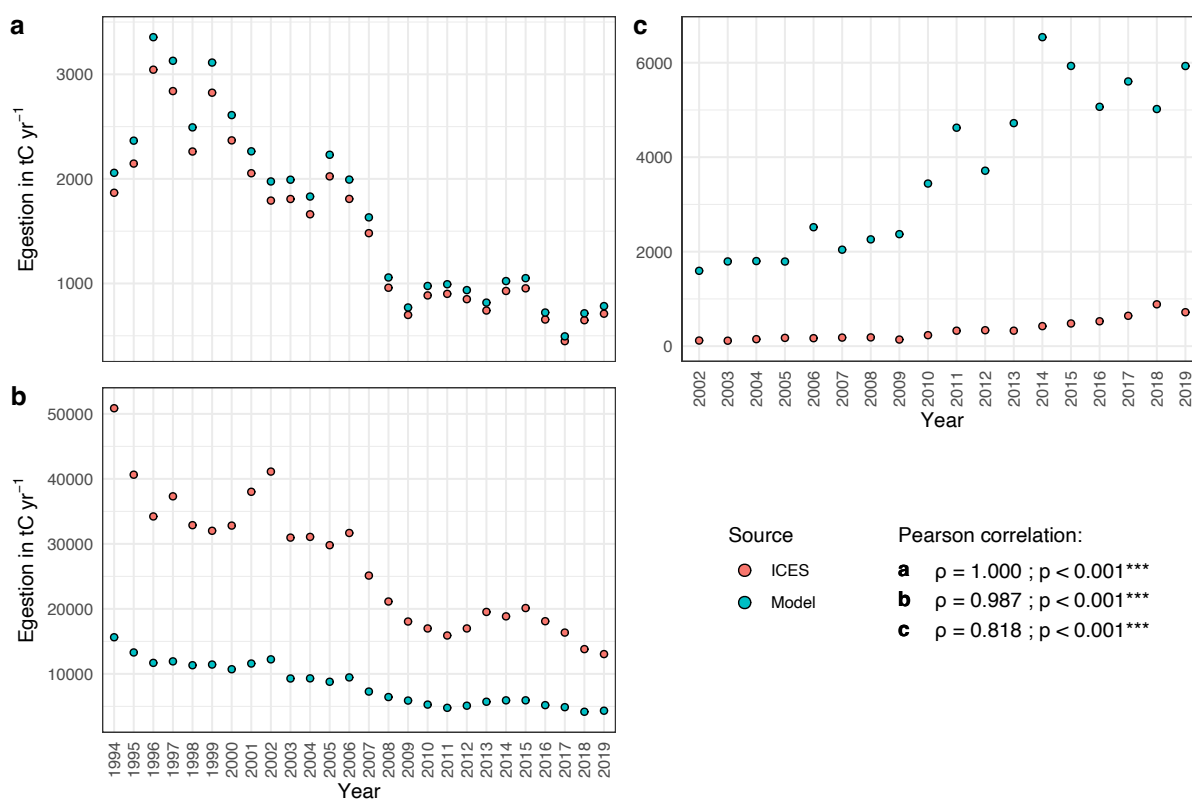 a
Egestion in tC yr⁻¹
3000
2000
1000
b
Egestion in tC yr⁻¹
50000
40000
30000
20000
10000
1994 1995 1996 1997 1998 1999 2000 2001 2002 2003 2004 2005 2006 2007 2008 2009 2010 2011 2012 2013 2014 2015 2016 2017 2018 2019
Year
c
6000
4000
2000
0
2002 2003 2004 2005 2006 2007 2008 2009 2010 2011 2012 2013 2014 2015 2016 2017 2018 2019
Year
Source
ICES
Model
Pearson correlation:
a ρ = 1.000 ; p < 0.001***
b ρ = 0.987 ; p < 0.001***
c ρ = 0.818 ; p < 0.001***